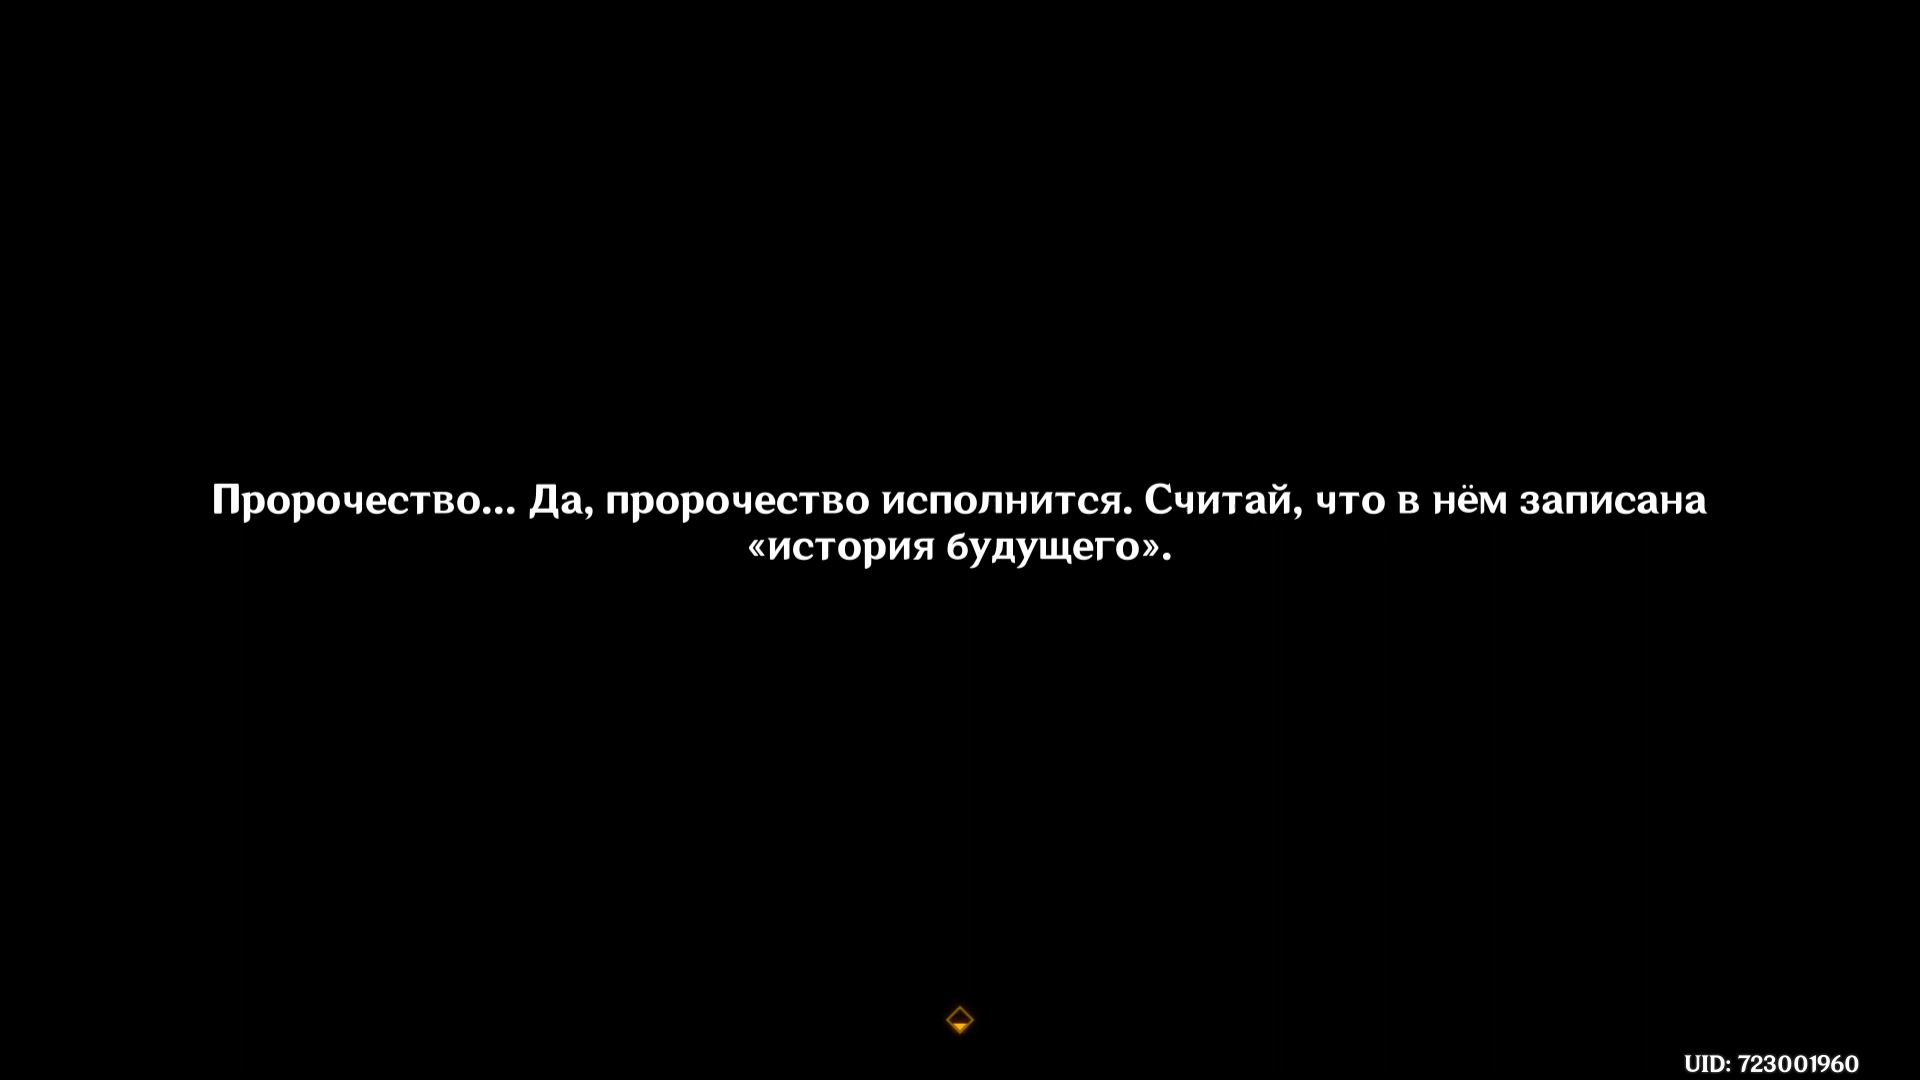 Пророчество... Да, пророчество исполнится. Считай, что в нём записана
«история будущего».
UID: 723001960